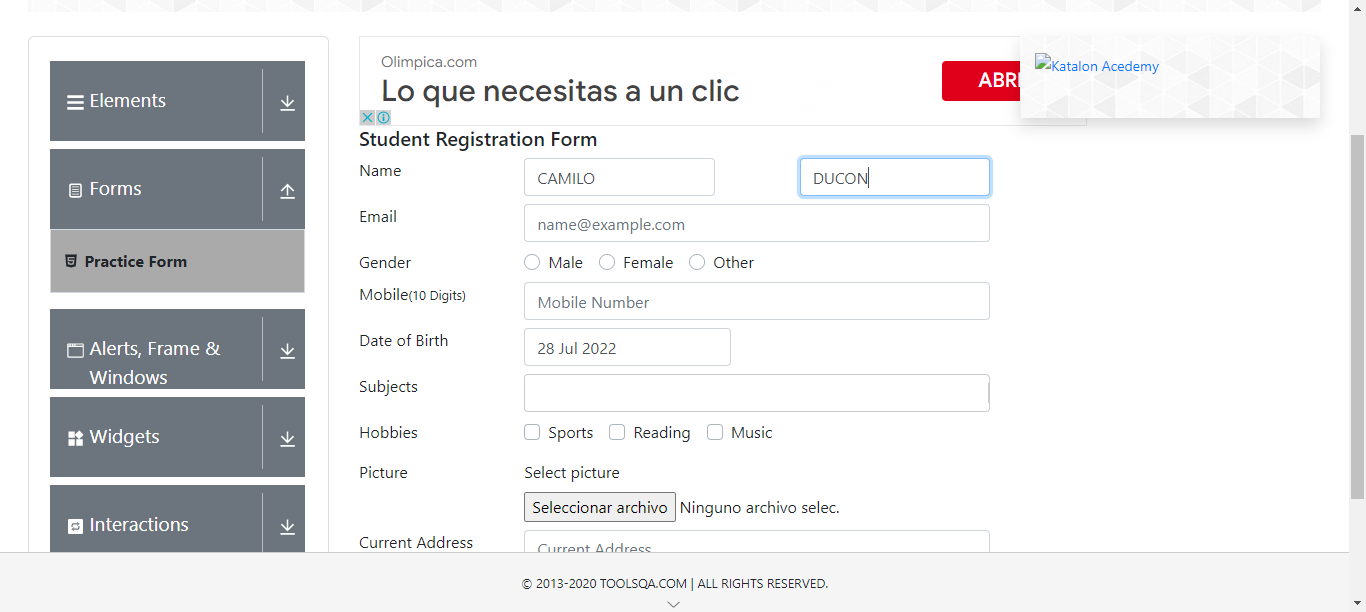 Elements
Forms
Practice Form
Alerts, Frame &
Windows
Widgets
Interactions
Olimpica.com
Lo que necesitas a un clic
ABRI
Katalon Acedemy
Student Registration Form
Name CAMILO DUCON
Email name@example.com
Gender Male Female Other
Mobile(10 Digits) Mobile Number
Date of Birth 28 Jul 2022
Subjects
Hobbies Sports Reading Music
Picture Select picture
Seleccionar archivo Ninguno archivo selec.
Current Address Current Address
© 2013-2020 TOOLSQA.COM | ALL RIGHTS RESERVED.